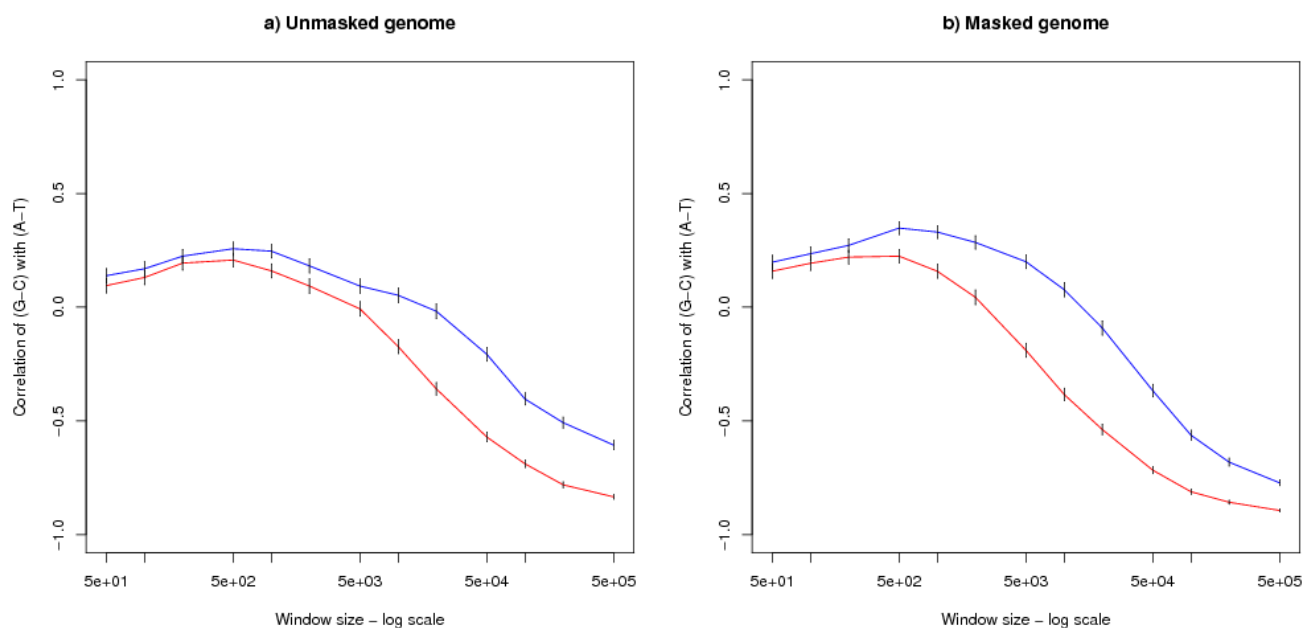 a) Unmasked genome
Correlation of (G−C) with (A−T)
1.0
0.5
0.0
−0.5
−1.0
5e+01 5e+02 5e+03 5e+04 5e+05
Window size − log scale
b) Masked genome
Correlation of (G−C) with (A−T)
1.0
0.5
0.0
−0.5
−1.0
5e+01 5e+02 5e+03 5e+04 5e+05
Window size − log scale